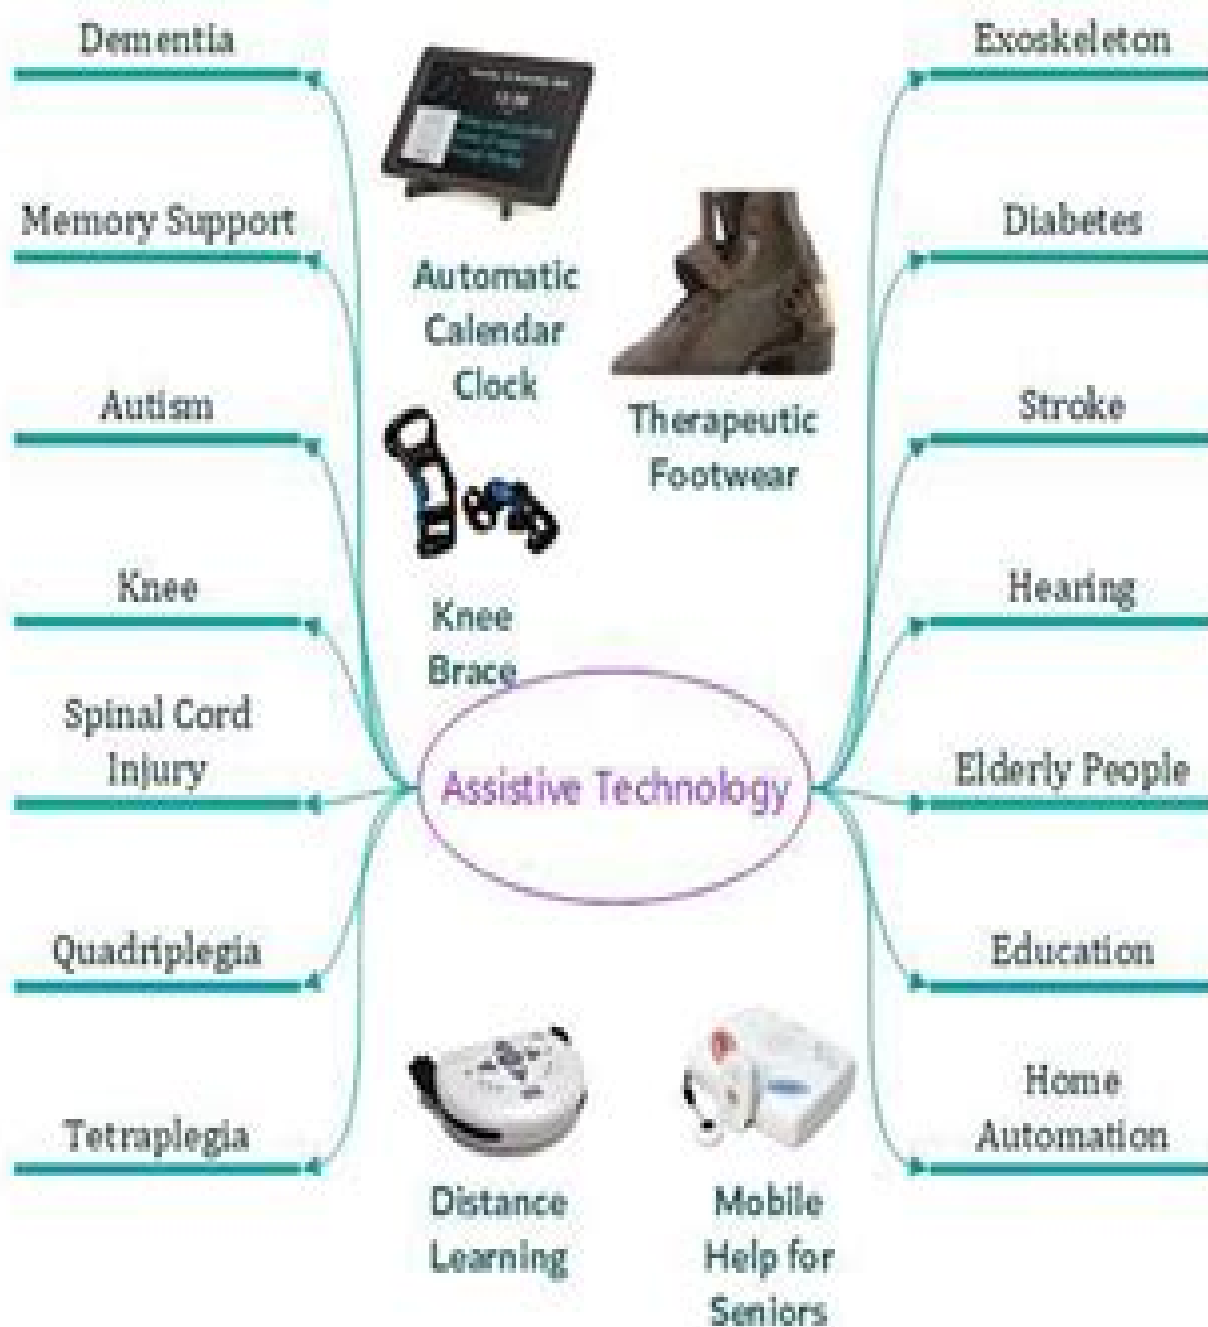 Dementia
Memory Support
Autism
Knee
Spinal Cord
Injury
Quadriplegia
Tetraplegia
Automatic
Calendar
Clock
Therapeutic
Footwear
Knee
Brace
Assistive Technology
Distance
Learning
Mobile
Help for
Seniors
Exoskeleton
Diabetes
Stroke
Hearing
Elderly People
Education
Home
Automation